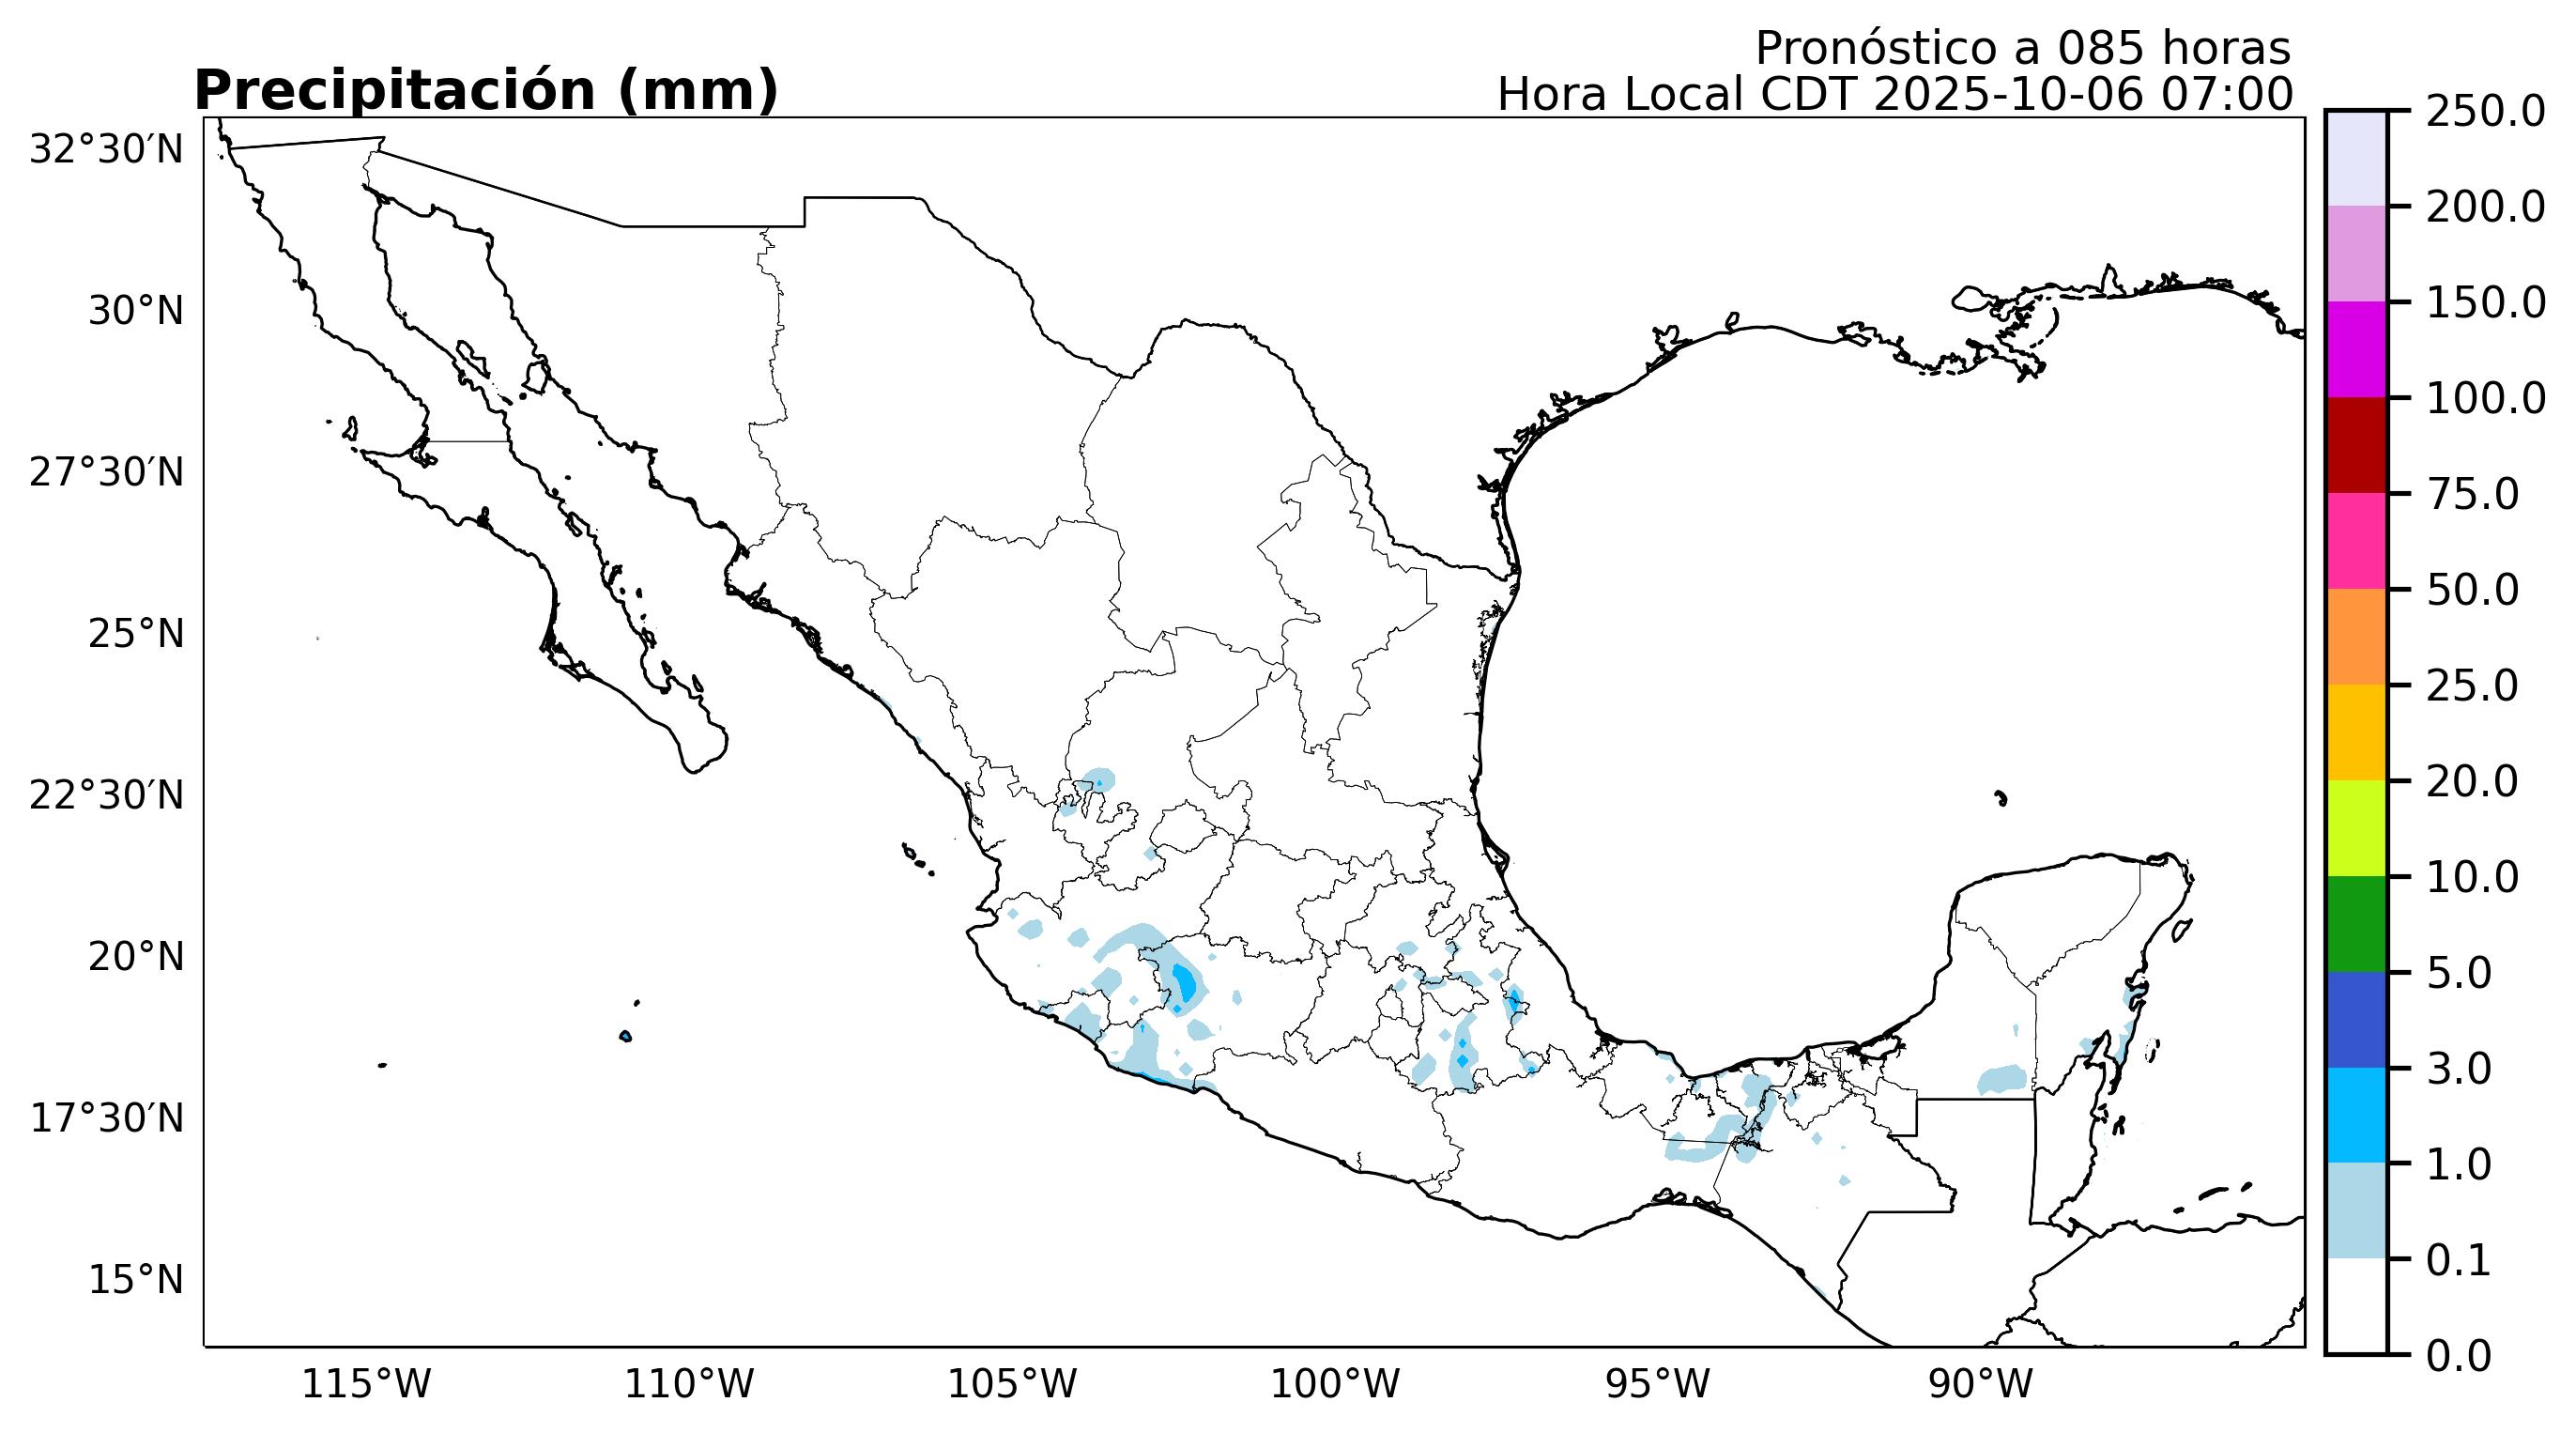 Pronóstico a 085 horas
Precipitación (mm)
Hora Local CDT 2025-10-06 07:00
32°30′N
30°N
27°30′N
25°N
22°30′N
20°N
17°30′N
15°N
115°W
110°W
105°W
100°W
95°W
90°W
250.0
200.0
150.0
100.0
75.0
50.0
25.0
20.0
10.0
5.0
3.0
1.0
0.1
0.0